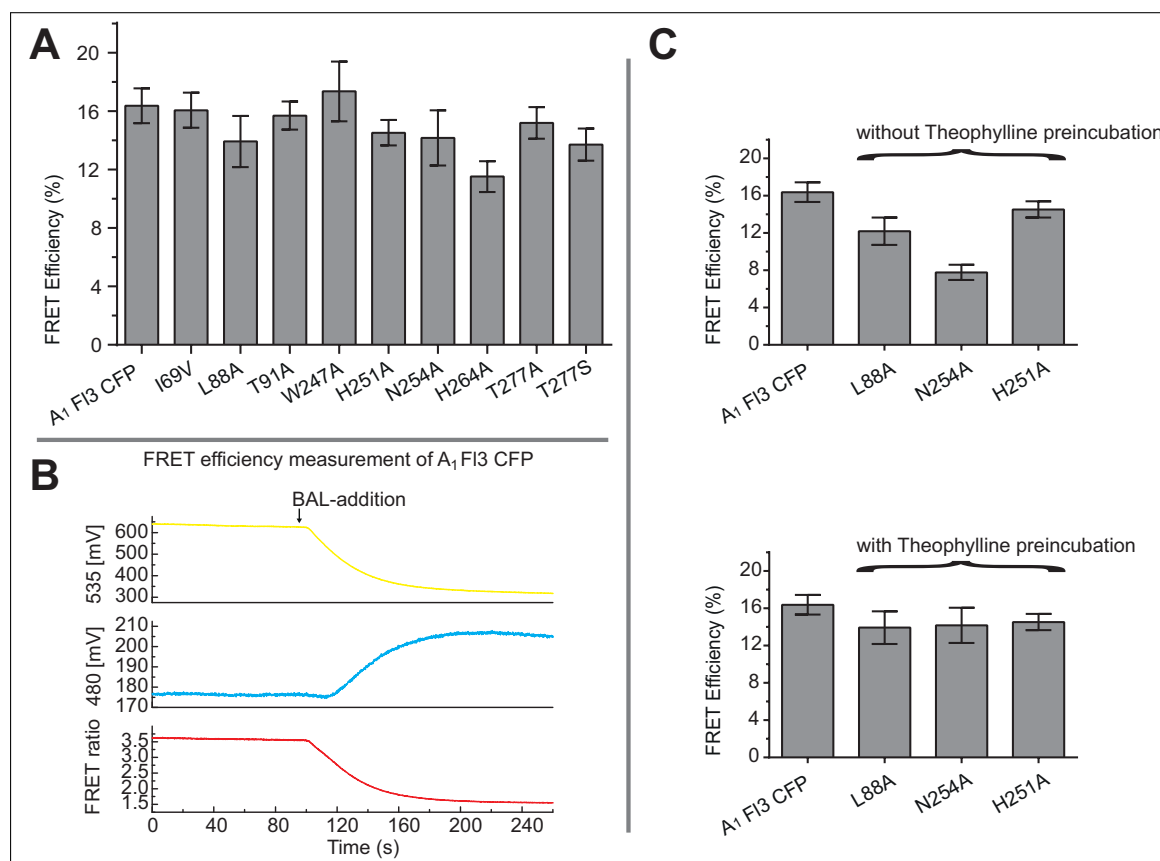 A
20
16
12
8
4
0
FRET Efficiency (%)
A₁ Fl3 CFP
I69V
L88A
T91A
W247A
H251A
N254A
H264A
T277A
T277S
FRET efficiency measurement of A₁Fl3 CFP
B
BAL-addition
600
500
400
300
535 [mV]
210
200
190
180
170
480 [mV]
3.5
2.5
2.0
1.5
FRET ratio
0 40 80 120 160 200 240
Time (s)
C
without Theophylline preincubation
20
16
12
8
4
0
FRET Efficiency (%)
A₁ Fl3 CFP
L88A
N254A
H251A
with Theophylline preincubation
20
16
12
8
4
0
FRET Efficiency (%)
A₁ Fl3 CFP
L88A
N254A
H251A